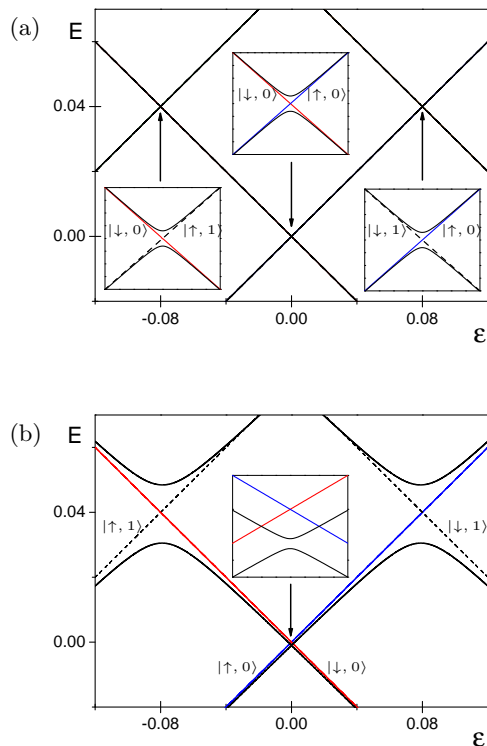 (a)
E
|↓, 0⟩ |↑, 0⟩
0.04
|↓, 0⟩ |↑, 1⟩
|↓, 1⟩ |↑, 0⟩
0.00
-0.08 0.00 0.08
ε
(b)
E
|↑, 1⟩
|↓, 1⟩
0.04
0.00
|↑, 0⟩ |↓, 0⟩
-0.08 0.00 0.08
ε